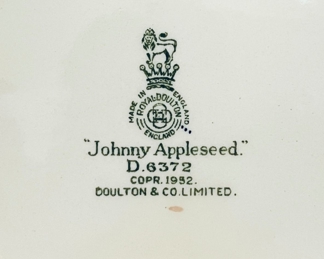 MADE IN ENGLAND
ROYAL DOULTON
ENGLAND
"Johnny Appleseed."
D.6372
COPR. 1952.
DOULTON & CO. LIMITED.